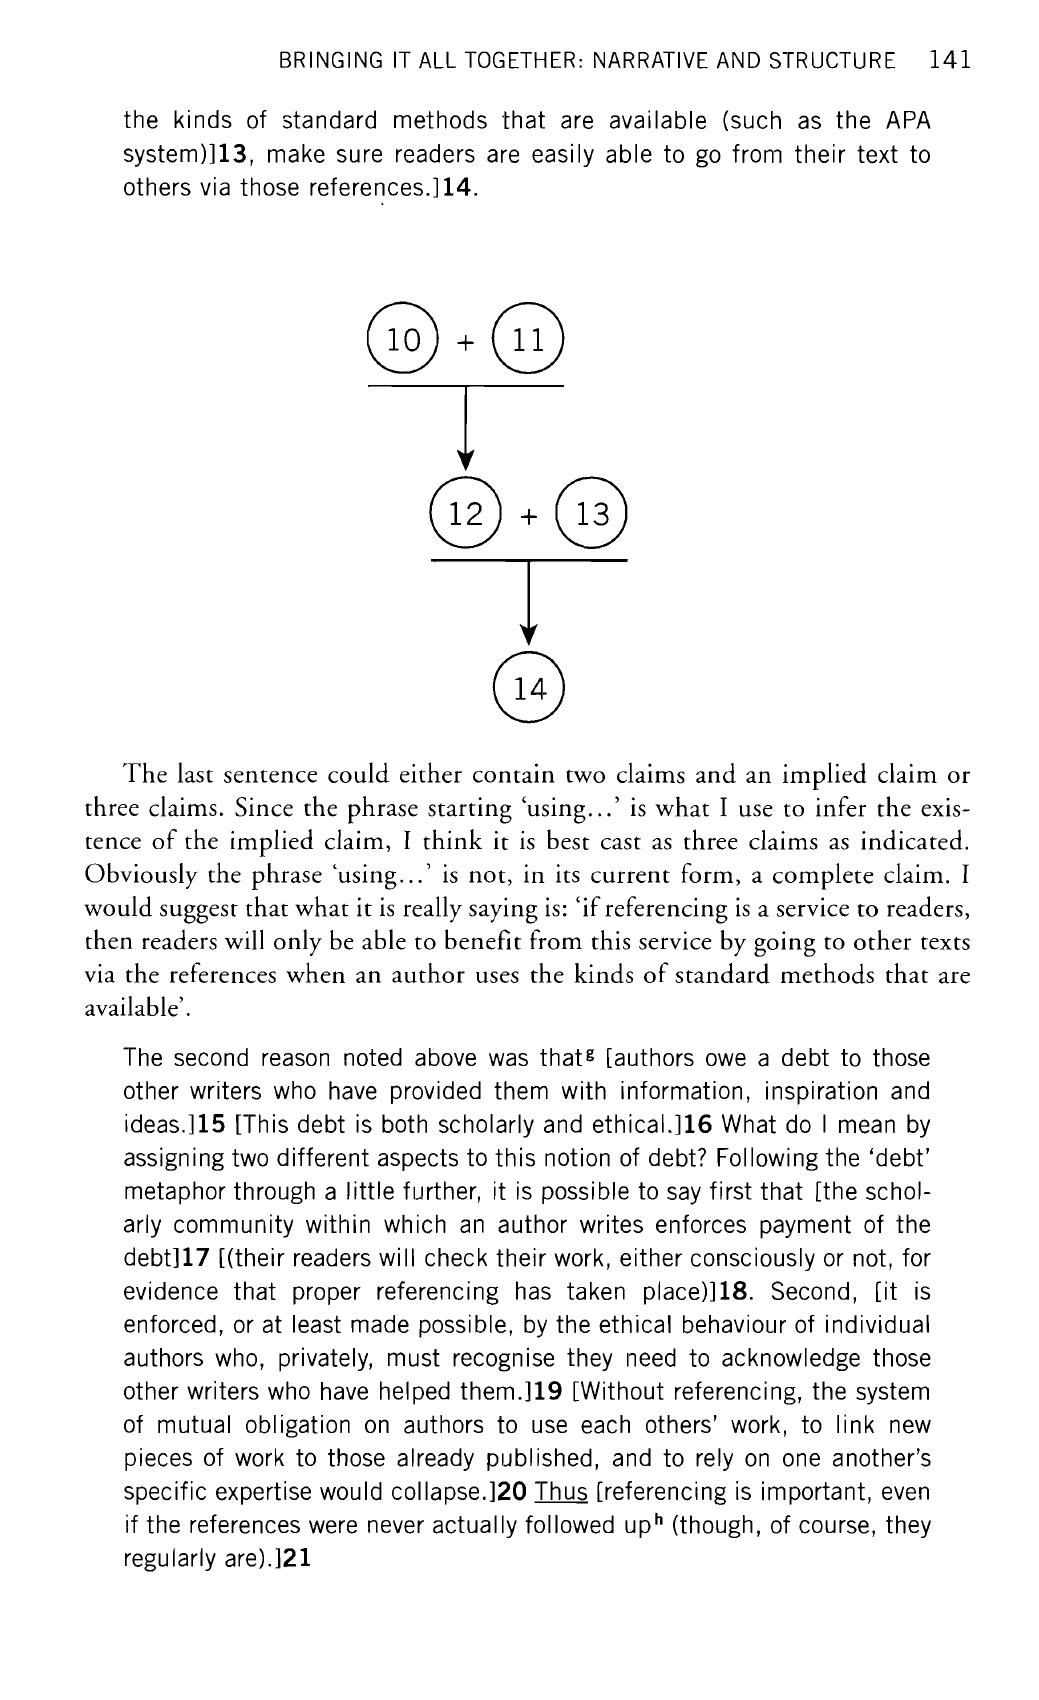 BRINGING IT ALL TOGETHER: NARRATIVE AND STRUCTURE 141
the kinds of standard methods that are available (such as the APA
system)]13, make sure readers are easily able to go from their text to
others via those references.]14.
10 + 11
12 + 13
14
The last sentence could either contain two claims and an implied claim or
three claims. Since the phrase starting ‘using...’ is what I use to infer the exis-
tence of the implied claim, I think it is best cast as three claims as indicated.
Obviously the phrase ‘using...’ is not, in its current form, a complete claim. I
would suggest that what it is really saying is: ‘if referencing is a service to readers,
then readers will only be able to benefit from this service by going to other texts
via the references when an author uses the kinds of standard methods that are
available’.
The second reason noted above was thatᵍ [authors owe a debt to those
other writers who have provided them with information, inspiration and
ideas.]15 [This debt is both scholarly and ethical.]16 What do I mean by
assigning two different aspects to this notion of debt? Following the ‘debt’
metaphor through a little further, it is possible to say first that [the schol-
arly community within which an author writes enforces payment of the
debt]17 [(their readers will check their work, either consciously or not, for
evidence that proper referencing has taken place)]18. Second, [it is
enforced, or at least made possible, by the ethical behaviour of individual
authors who, privately, must recognise they need to acknowledge those
other writers who have helped them.]19 [Without referencing, the system
of mutual obligation on authors to use each others’ work, to link new
pieces of work to those already published, and to rely on one another’s
specific expertise would collapse.]20 Thus [referencing is important, even
if the references were never actually followed upʰ (though, of course, they
regularly are).]21